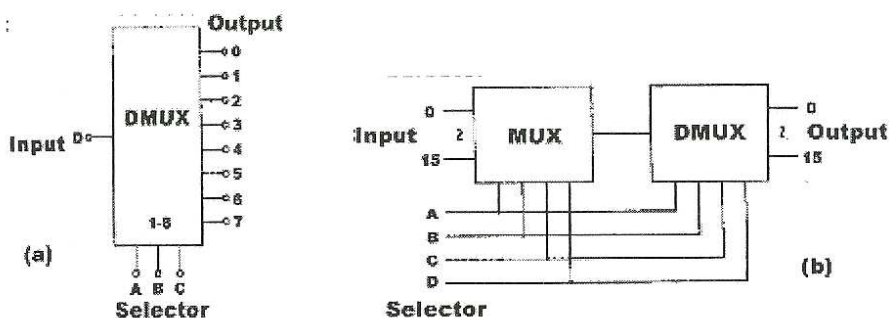 Output
0
1
2
DMUX
3
Input D
4
5
6
7
1-8
(a)
A B C
Selector
0
0
Input 2 MUX DMUX 2 Output
15
15
A
B
C
D
(b)
Selector